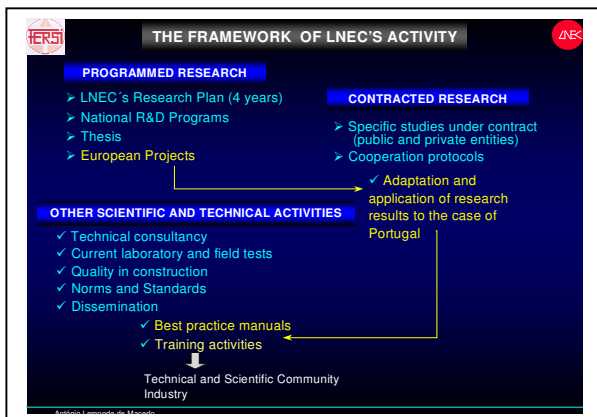 FERSI
THE FRAMEWORK OF LNEC'S ACTIVITY
LNEC
PROGRAMMED RESEARCH
➢ LNEC´s Research Plan (4 years)
➢ National R&D Programs
➢ Thesis
➢ European Projects
CONTRACTED RESEARCH
➢ Specific studies under contract
(public and private entities)
➢ Cooperation protocols
✓ Adaptation and
application of research
results to the case of
Portugal
OTHER SCIENTIFIC AND TECHNICAL ACTIVITIES
✓ Technical consultancy
✓ Current laboratory and field tests
✓ Quality in construction
✓ Norms and Standards
✓ Dissemination
✓ Best practice manuals
✓ Training activities
Technical and Scientific Community
Industry
António Lemonde de Macedo